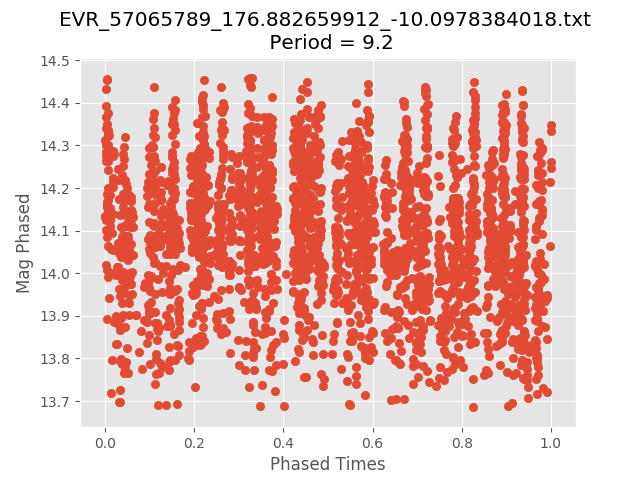 EVR_57065789_176.882659912_-10.0978384018.txt
Period = 9.2
14.5
14.4
14.3
14.2
14.1
14.0
13.9
13.8
13.7
Mag Phased
0.0 0.2 0.4 0.6 0.8 1.0
Phased Times